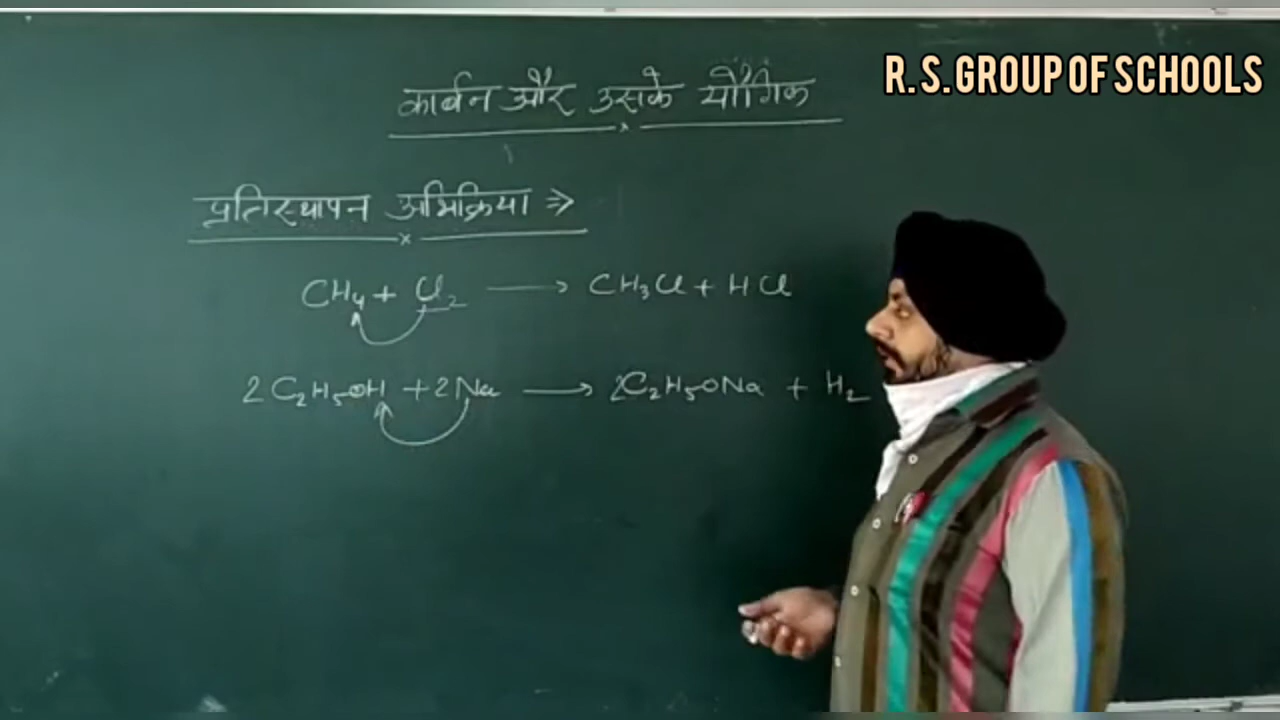 R. S. GROUP OF SCHOOLS
कार्बन और उसके यौगिक
प्रतिस्थापन अभिक्रिया ⇒
CH₄ + Cl₂ ⟶ CH₃Cl + HCl
2C₂H₅OH + 2Na ⟶ 2C₂H₅ONa + H₂